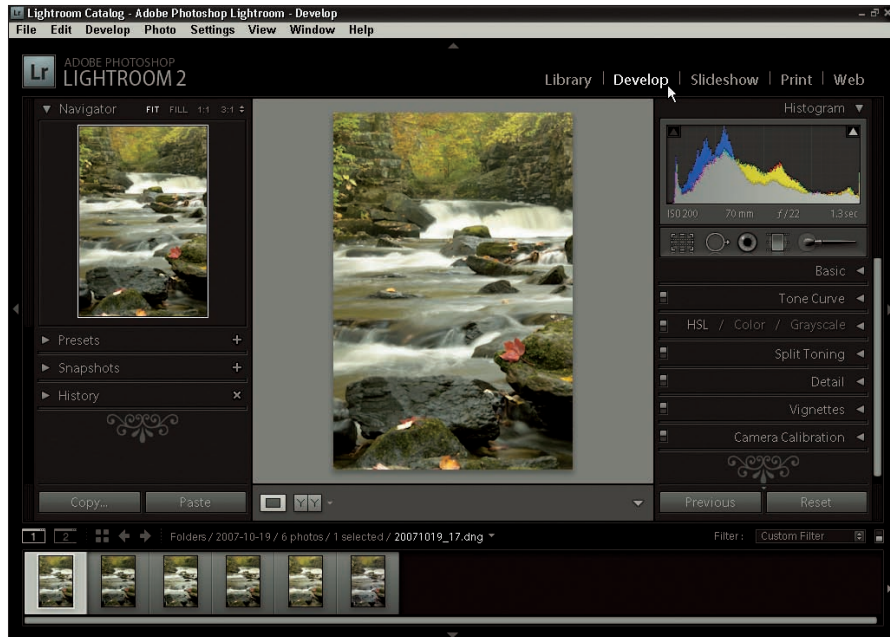 Lightroom Catalog - Adobe Photoshop Lightroom - Develop
File Edit Develop Photo Settings View Window Help
Lr
ADOBE PHOTOSHOP
LIGHTROOM 2
Library | Develop | Slideshow | Print | Web
Navigator FIT FILL 1:1 3:1
Histogram
ISO 200 70 mm f / 22 1.3 sec
Basic
Presets
Tone Curve
Snapshots
HSL / Color / Grayscale
History
Split Toning
Detail
Vignettes
Camera Calibration
Copy... Paste
Y Y
Previous Reset
1 2 Folders / 2007-10-19 / 6 photos / 1 selected / 20071019_17.dng
Filter : Custom Filter